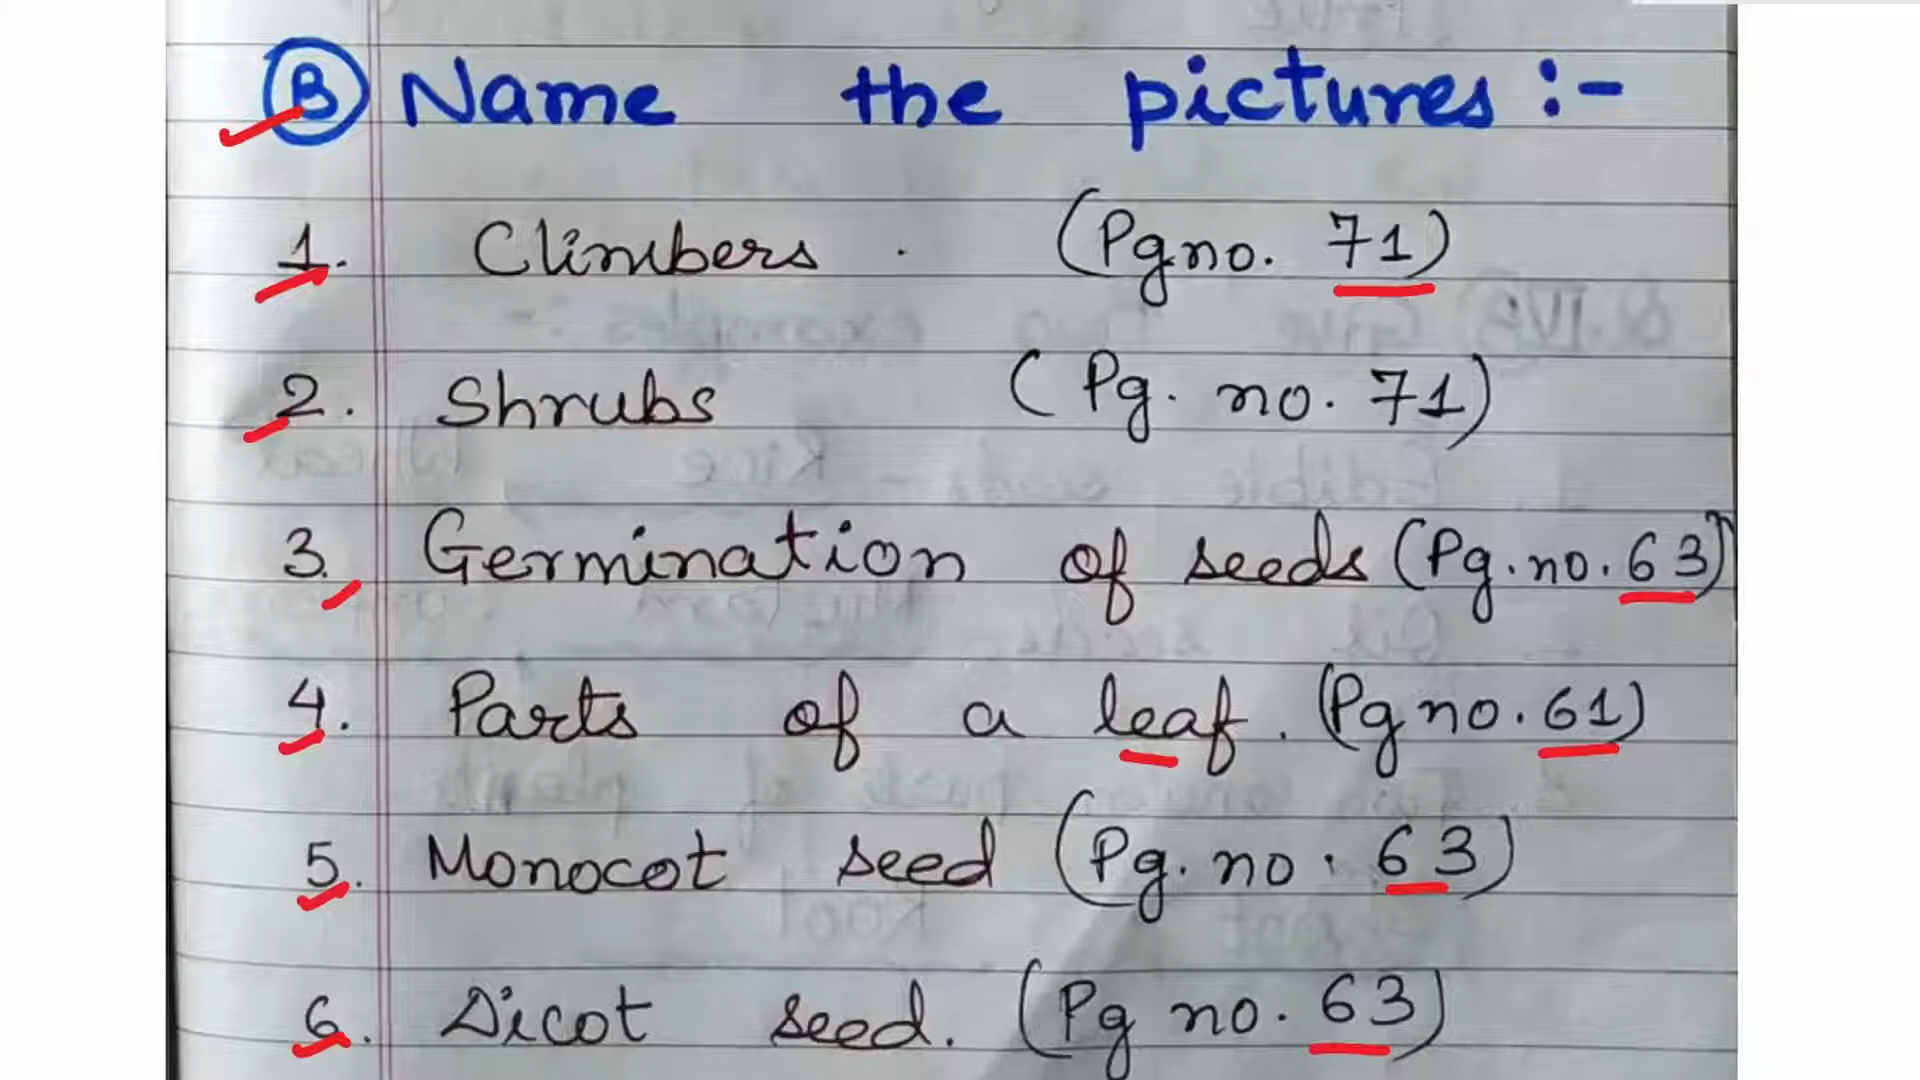 B Name the pictures :-
1. Climbers . (Pg no. 71)
2. Shrubs (Pg. no. 71)
3. Germination of seeds (Pg. no. 63)
4. Parts of a leaf. (Pg no. 61)
5. Monocot seed (Pg. no. 63)
6. Dicot seed. (Pg no. 63)